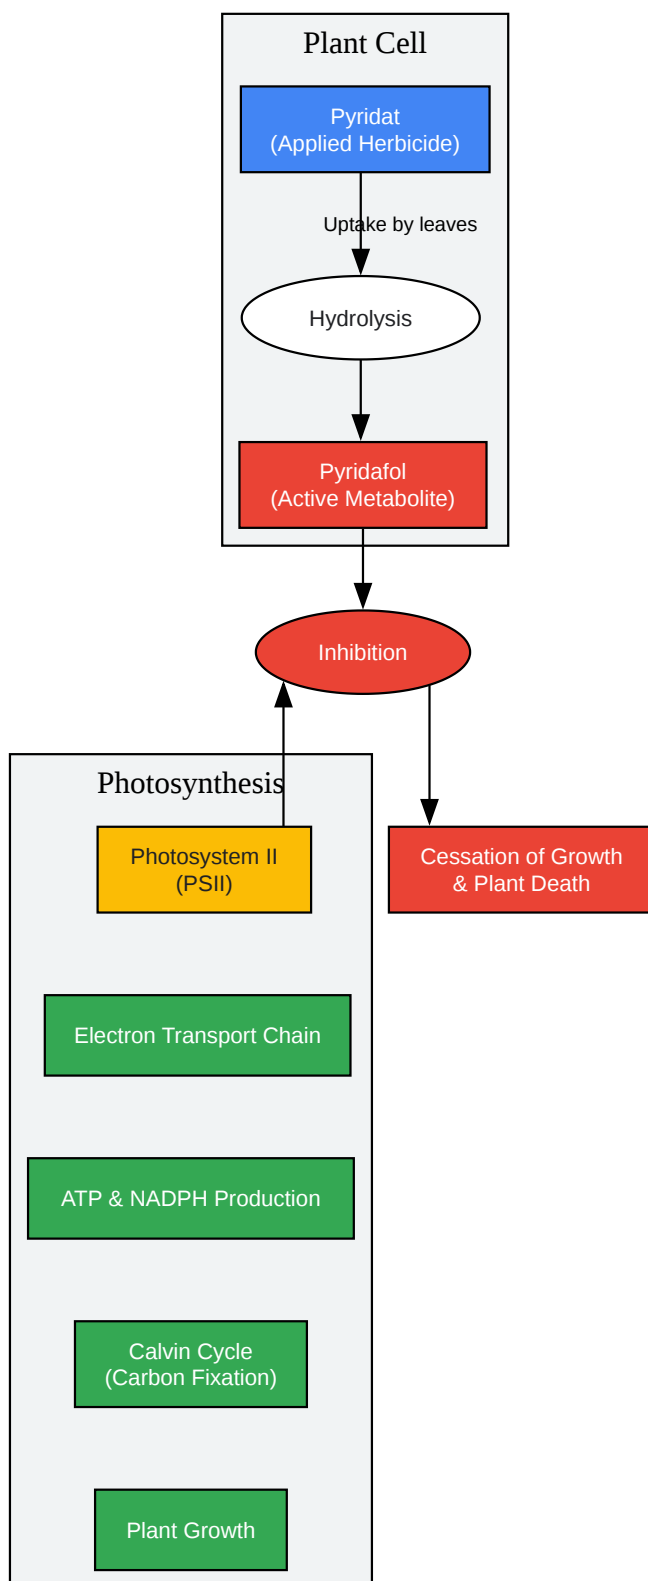 Plant Cell
Pyridat
(Applied Herbicide)
Uptake by leaves
Hydrolysis
Pyridafol
(Active Metabolite)
Inhibition
Photosynthesis
Photosystem II
(PSII)
Cessation of Growth
& Plant Death
Electron Transport Chain
ATP & NADPH Production
Calvin Cycle
(Carbon Fixation)
Plant Growth